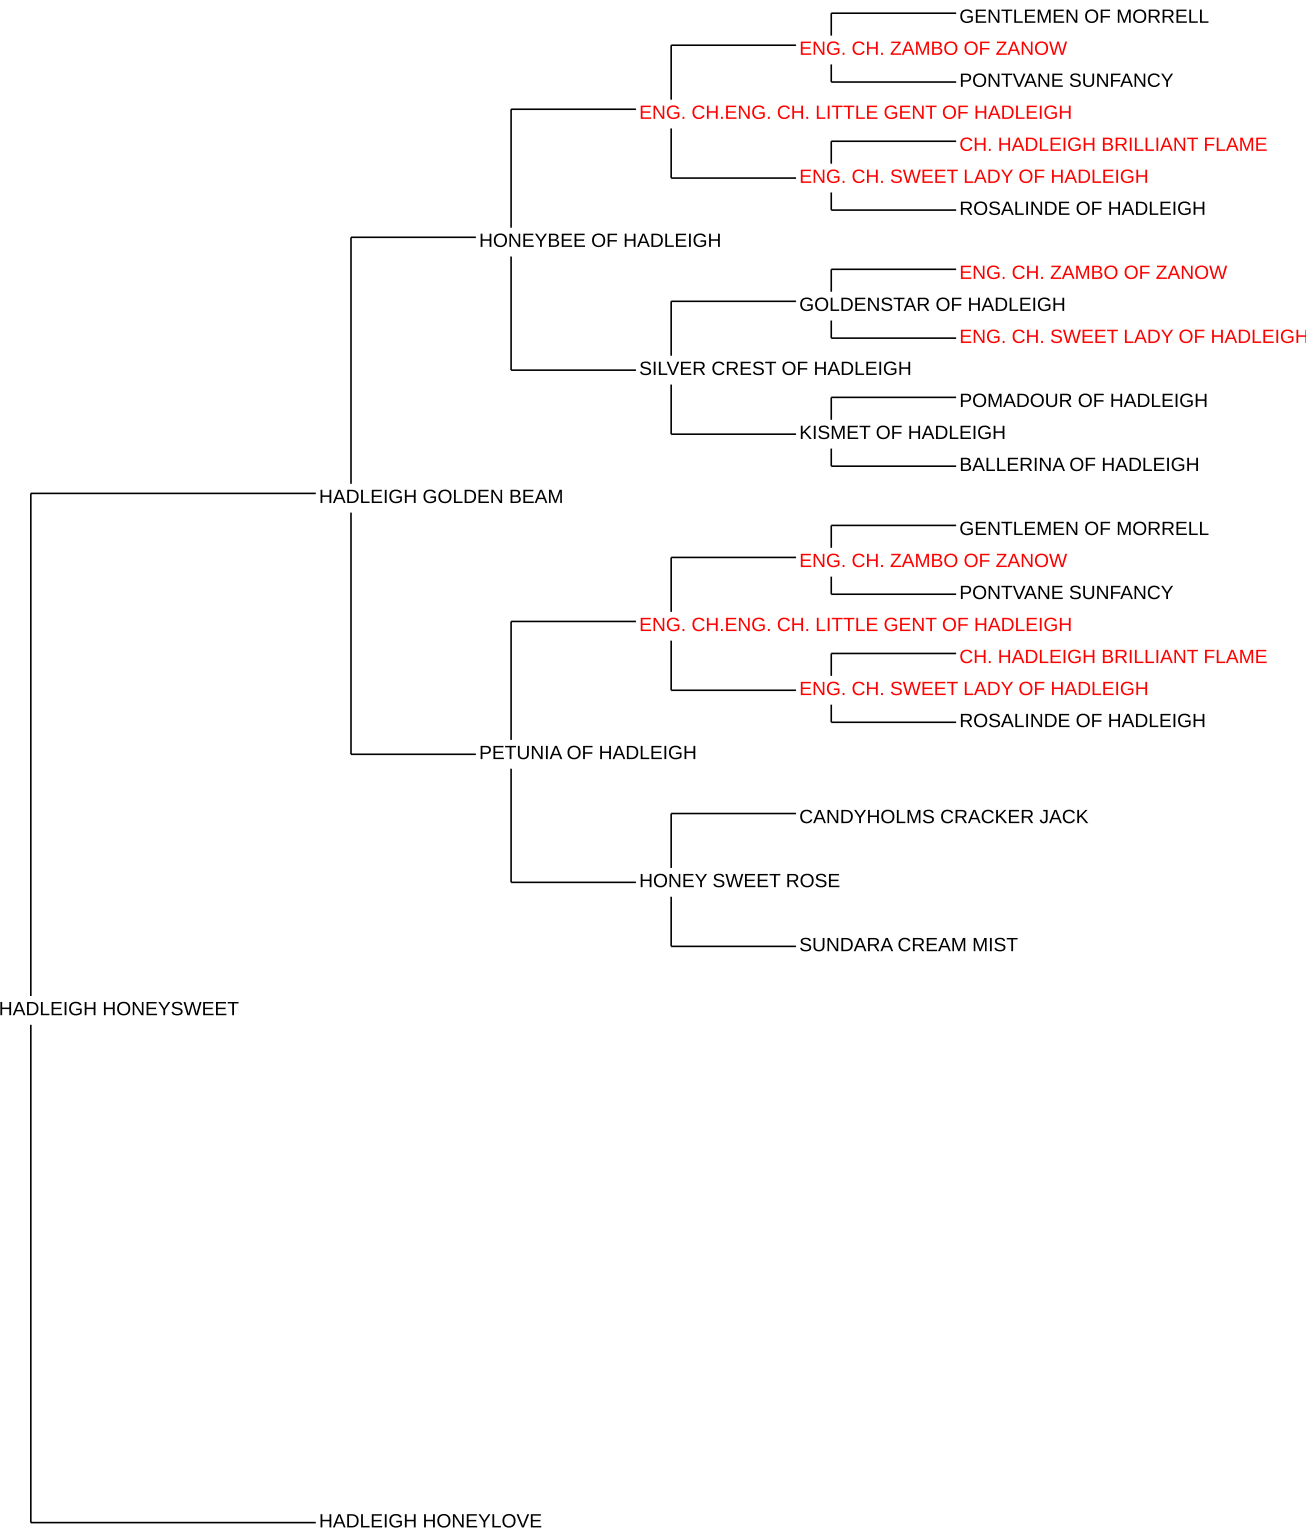 GENTLEMEN OF MORRELL
ENG. CH. ZAMBO OF ZANOW
PONTVANE SUNFANCY
ENG. CH.ENG. CH. LITTLE GENT OF HADLEIGH
CH. HADLEIGH BRILLIANT FLAME
ENG. CH. SWEET LADY OF HADLEIGH
ROSALINDE OF HADLEIGH
HONEYBEE OF HADLEIGH
ENG. CH. ZAMBO OF ZANOW
GOLDENSTAR OF HADLEIGH
ENG. CH. SWEET LADY OF HADLEIGH
SILVER CREST OF HADLEIGH
POMADOUR OF HADLEIGH
KISMET OF HADLEIGH
BALLERINA OF HADLEIGH
HADLEIGH GOLDEN BEAM
GENTLEMEN OF MORRELL
ENG. CH. ZAMBO OF ZANOW
PONTVANE SUNFANCY
ENG. CH.ENG. CH. LITTLE GENT OF HADLEIGH
CH. HADLEIGH BRILLIANT FLAME
ENG. CH. SWEET LADY OF HADLEIGH
ROSALINDE OF HADLEIGH
PETUNIA OF HADLEIGH
CANDYHOLMS CRACKER JACK
HONEY SWEET ROSE
SUNDARA CREAM MIST
HADLEIGH HONEYSWEET
HADLEIGH HONEYLOVE